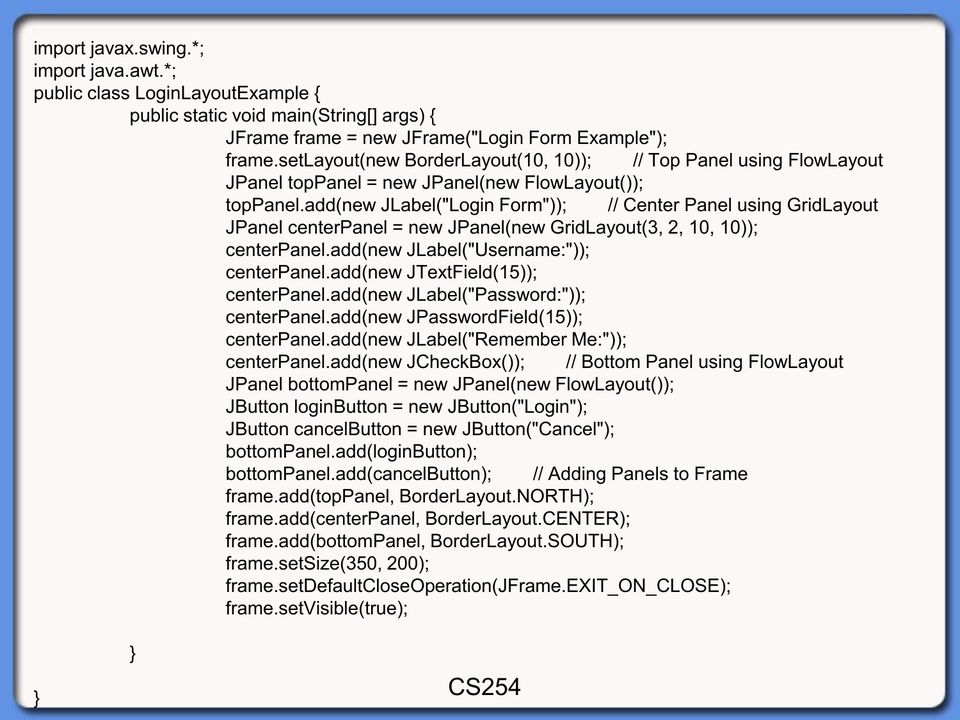 import javax.swing.*;
import java.awt.*;
public class LoginLayoutExample {
public static void main(String[] args) {
JFrame frame = new JFrame("Login Form Example");
frame.setLayout(new BorderLayout(10, 10)); // Top Panel using FlowLayout
JPanel topPanel = new JPanel(new FlowLayout());
topPanel.add(new JLabel("Login Form")); // Center Panel using GridLayout
JPanel centerPanel = new JPanel(new GridLayout(3, 2, 10, 10));
centerPanel.add(new JLabel("Username:"));
centerPanel.add(new JTextField(15));
centerPanel.add(new JLabel("Password:"));
centerPanel.add(new JPasswordField(15));
centerPanel.add(new JLabel("Remember Me:"));
centerPanel.add(new JCheckBox()); // Bottom Panel using FlowLayout
JPanel bottomPanel = new JPanel(new FlowLayout());
JButton loginButton = new JButton("Login");
JButton cancelButton = new JButton("Cancel");
bottomPanel.add(loginButton);
bottomPanel.add(cancelButton); // Adding Panels to Frame
frame.add(topPanel, BorderLayout.NORTH);
frame.add(centerPanel, BorderLayout.CENTER);
frame.add(bottomPanel, BorderLayout.SOUTH);
frame.setSize(350, 200);
frame.setDefaultCloseOperation(JFrame.EXIT_ON_CLOSE);
frame.setVisible(true);
}
}
CS254